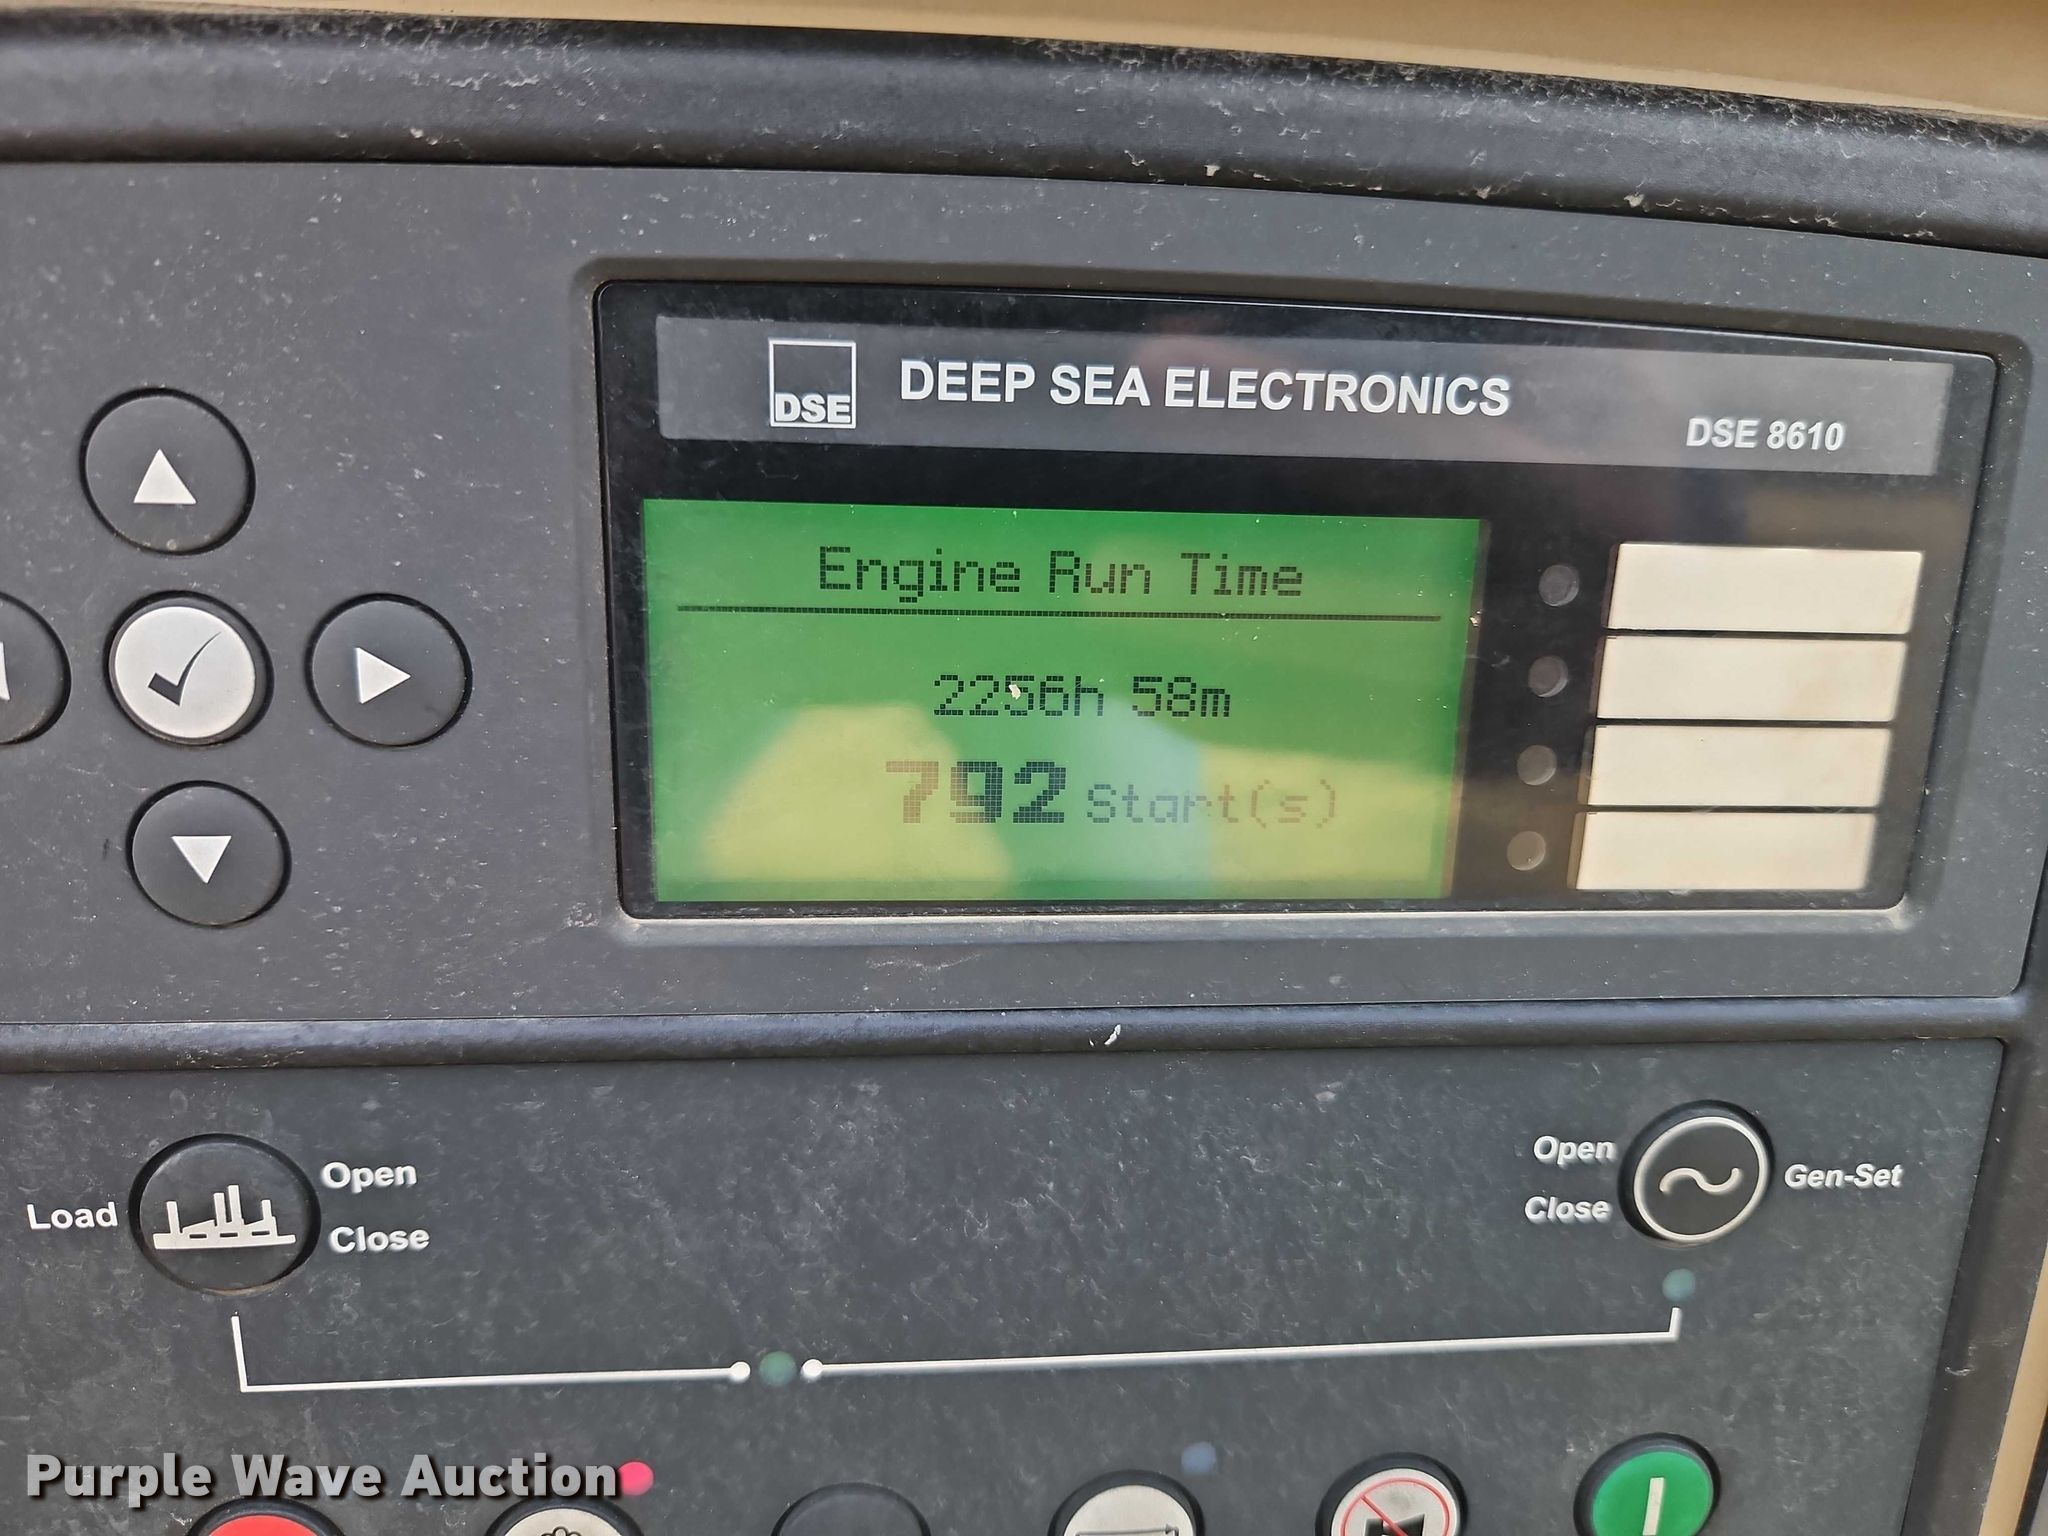 DSE
DEEP SEA ELECTRONICS
DSE 8610
Engine Run Time
2256h 58m
792 Start(s)
Load
Open
Close
Open
Close
Gen-Set
Purple Wave Auction